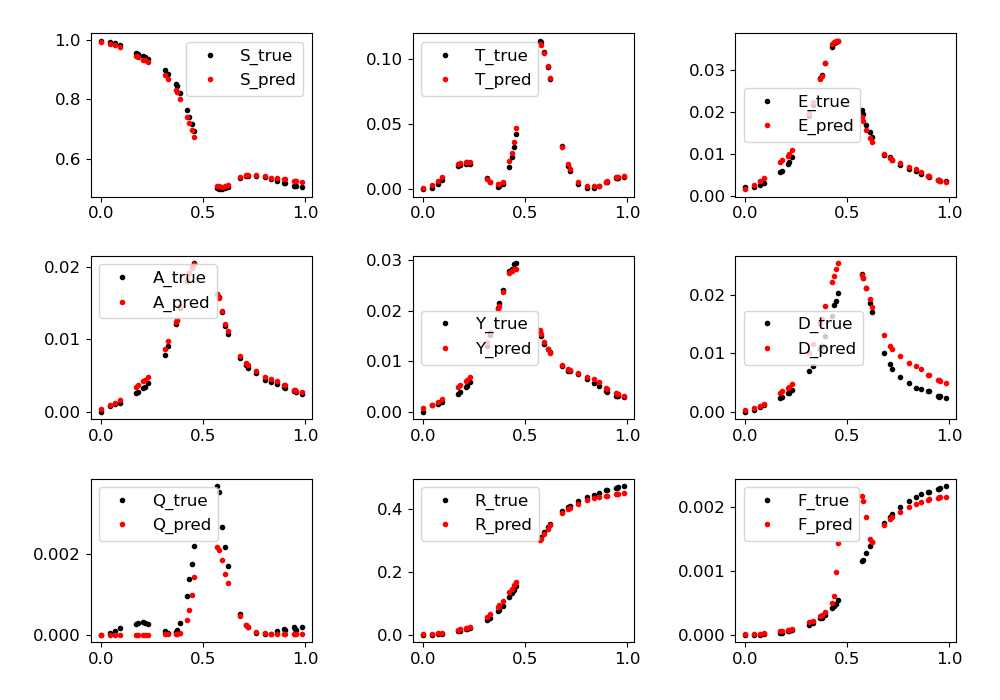 1.0
0.8
0.6
0.0 0.5 1.0
S_true
S_pred
0.10
0.05
0.00
0.0 0.5 1.0
T_true
T_pred
0.03
0.02
0.01
0.00
0.0 0.5 1.0
E_true
E_pred
0.02
0.01
0.00
0.0 0.5 1.0
A_true
A_pred
0.03
0.02
0.01
0.00
0.0 0.5 1.0
Y_true
Y_pred
0.02
0.01
0.00
0.0 0.5 1.0
D_true
D_pred
0.002
0.000
0.0 0.5 1.0
Q_true
Q_pred
0.4
0.2
0.0
0.0 0.5 1.0
R_true
R_pred
0.002
0.001
0.000
0.0 0.5 1.0
F_true
F_pred